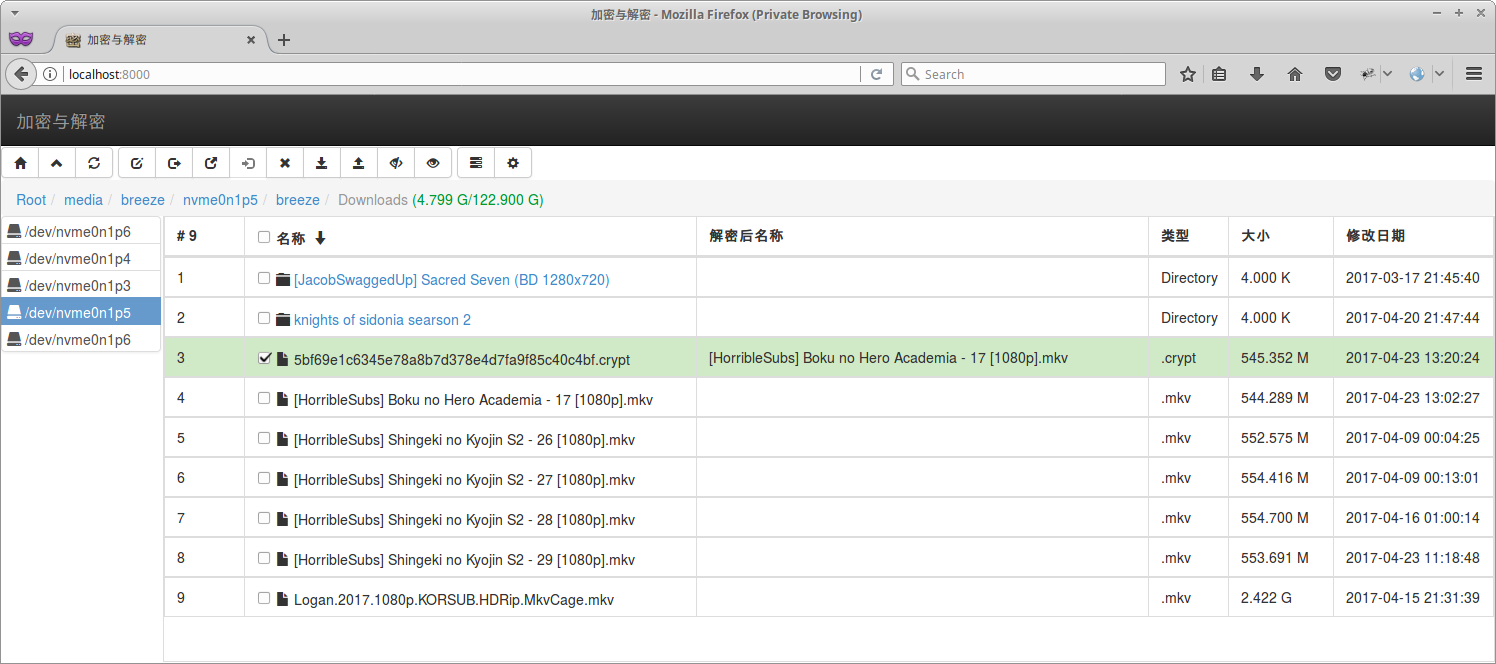 加密与解密 - Mozilla Firefox (Private Browsing)
加密与解密
localhost:8000 Search
加密与解密
Root / media / breeze / nvme0n1p5 / breeze / Downloads (4.799 G/122.900 G)
/dev/nvme0n1p6
/dev/nvme0n1p4
/dev/nvme0n1p3
/dev/nvme0n1p5
/dev/nvme0n1p6
# 9 名称 解密后名称 类型 大小 修改日期
1 [JacobSwaggedUp] Sacred Seven (BD 1280x720) Directory 4.000 K 2017-03-17 21:45:40
2 knights of sidonia searson 2 Directory 4.000 K 2017-04-20 21:47:44
3 5bf69e1c6345e78a8b7d378e4d7fa9f85c40c4bf.crypt [HorribleSubs] Boku no Hero Academia - 17 [1080p].mkv .crypt 545.352 M 2017-04-23 13:20:24
4 [HorribleSubs] Boku no Hero Academia - 17 [1080p].mkv .mkv 544.289 M 2017-04-23 13:02:27
5 [HorribleSubs] Shingeki no Kyojin S2 - 26 [1080p].mkv .mkv 552.575 M 2017-04-09 00:04:25
6 [HorribleSubs] Shingeki no Kyojin S2 - 27 [1080p].mkv .mkv 554.416 M 2017-04-09 00:13:01
7 [HorribleSubs] Shingeki no Kyojin S2 - 28 [1080p].mkv .mkv 554.700 M 2017-04-16 01:00:14
8 [HorribleSubs] Shingeki no Kyojin S2 - 29 [1080p].mkv .mkv 553.691 M 2017-04-23 11:18:48
9 Logan.2017.1080p.KORSUB.HDRip.MkvCage.mkv .mkv 2.422 G 2017-04-15 21:31:39